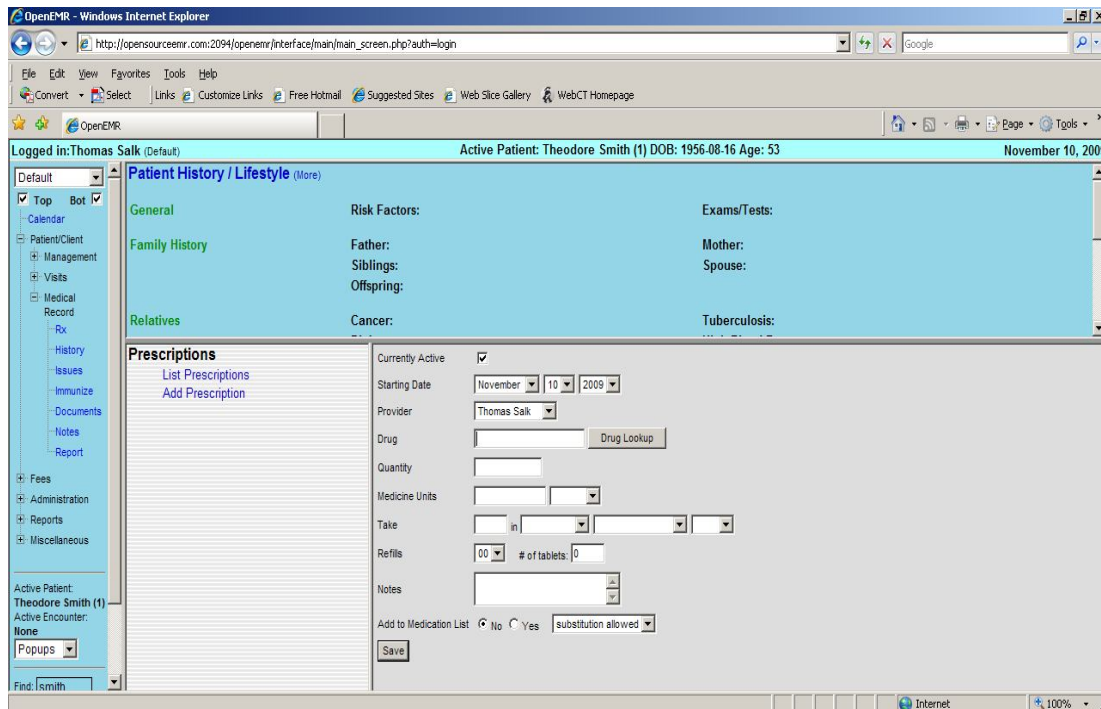 OpenEMR - Windows Internet Explorer
http://opensourceemr.com:2094/openemr/interface/main/main_screen.php?auth=login
Google
File Edit View Favorites Tools Help
Convert Select Links Customize Links Free Hotmail Suggested Sites Web Slice Gallery WebCT Homepage
OpenEMR Page Tools
Logged in:Thomas Salk (Default) Active Patient: Theodore Smith (1) DOB: 1956-08-16 Age: 53 November 10, 200
Default
Top Bot
Calendar
Patient/Client
Management
Visits
Medical
Record
Rx
History
Issues
Immunize
Documents
Notes
Report
Fees
Administration
Reports
Miscellaneous
Active Patient:
Theodore Smith (1)
Active Encounter:
None
Popups
Find: smith
Patient History / Lifestyle (More)
General Risk Factors: Exams/Tests:
Family History Father: Mother:
Siblings: Spouse:
Offspring:
Relatives Cancer: Tuberculosis:
Prescriptions
List Prescriptions
Add Prescription
Currently Active
Starting Date November 10 2009
Provider Thomas Salk
Drug Drug Lookup
Quantity
Medicine Units
Take in
Refills 00 # of tablets: 0
Notes
Add to Medication List No Yes substitution allowed
Save
Internet 100%